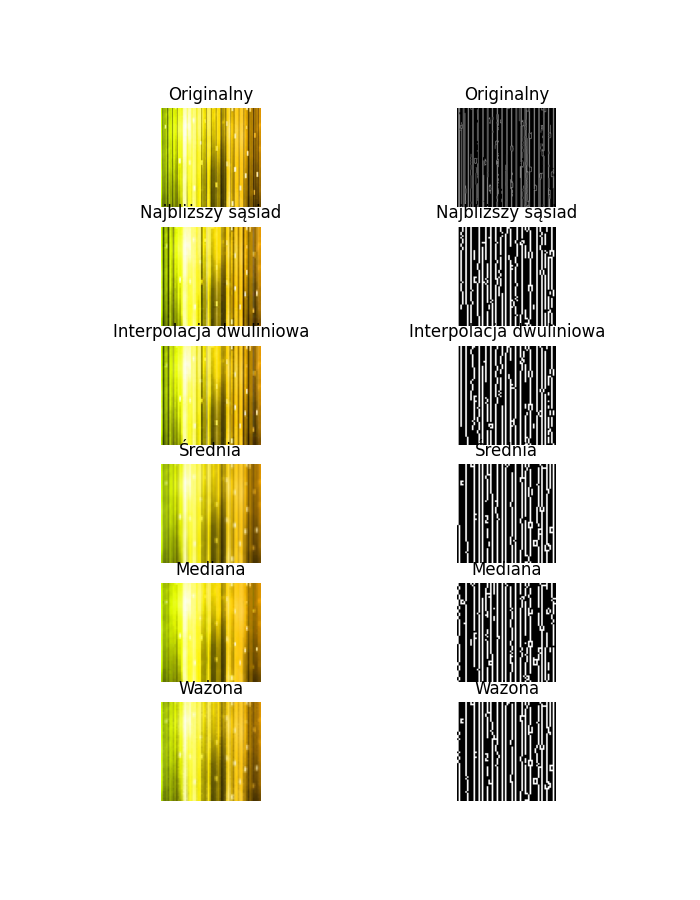 Originalny
Originalny
Najbliższy sąsiad
Najbliższy sąsiad
Interpolacja dwuliniowa
Interpolacja dwuliniowa
Średnia
Średnia
Mediana
Mediana
Ważona
Ważona